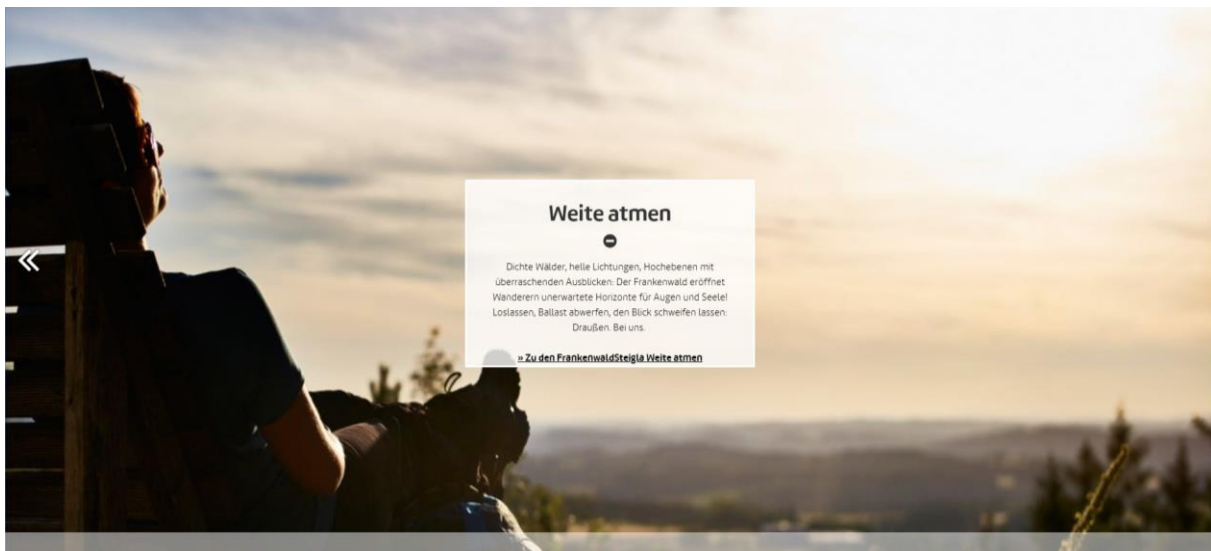 Weite atmen
Dichte Wälder, helle Lichtungen, Hochebenen mit
überraschenden Ausblicken: Der Frankenwald eröffnet
Wanderern unerwartete Horizonte für Augen und Seele!
Loslassen, Ballast abwerfen, den Blick schweifen lassen:
Draußen. Bei uns.
» Zu den FrankenwaldSteigla Weite atmen